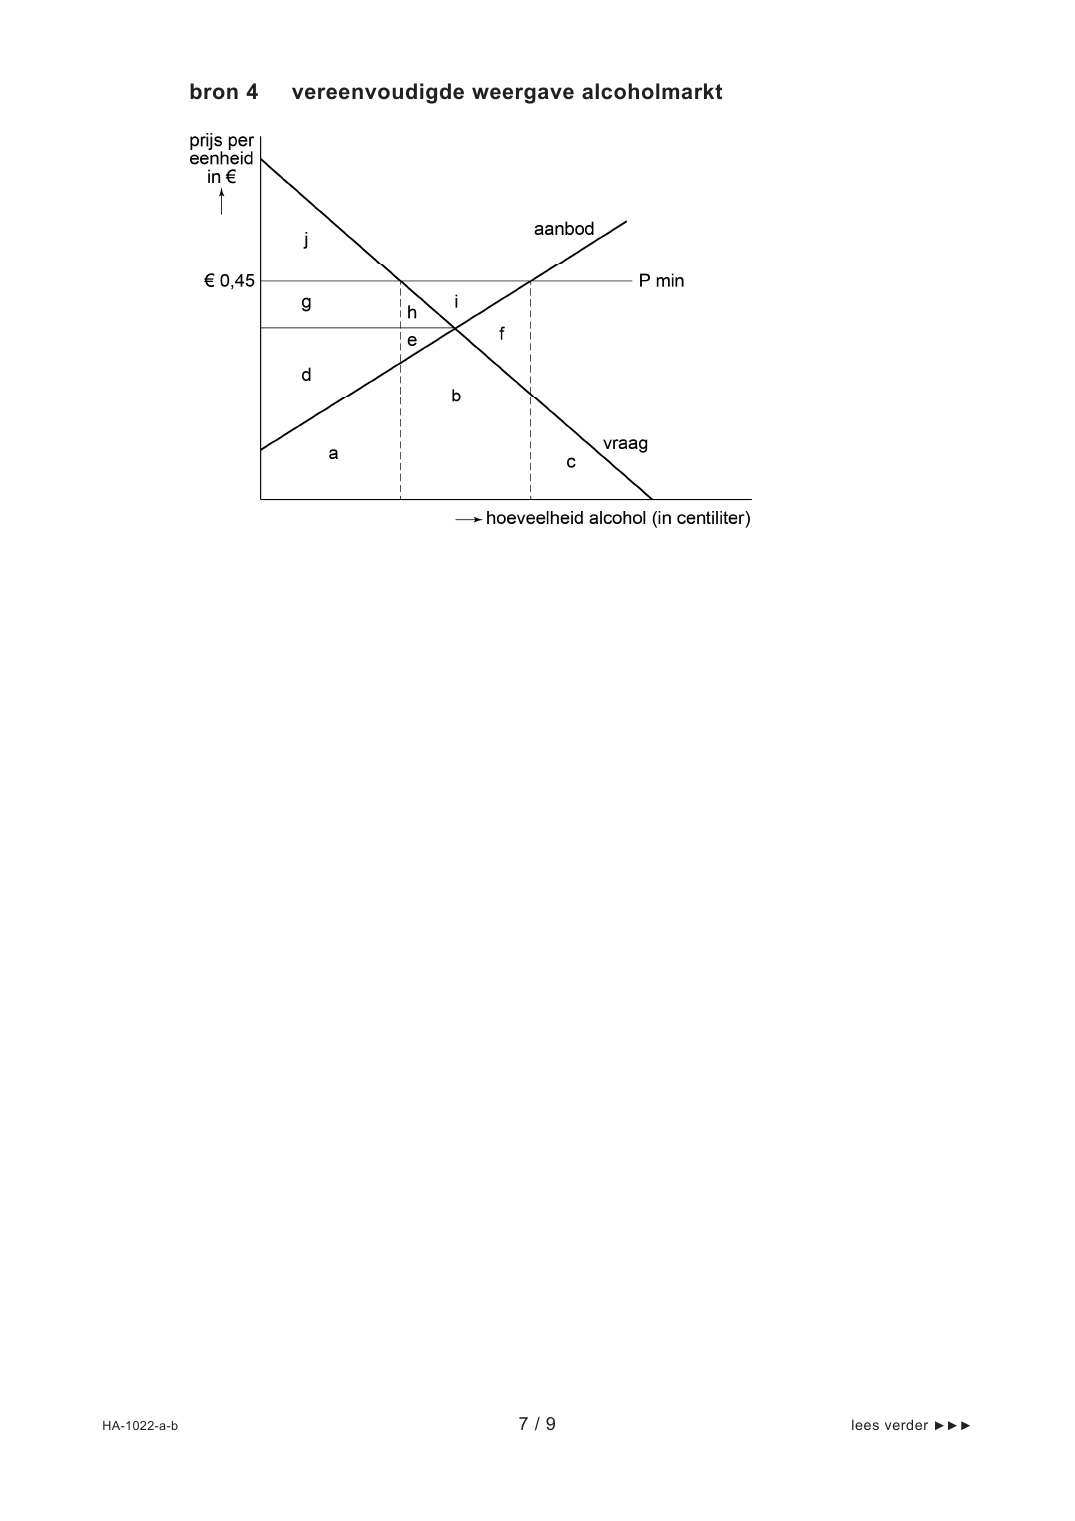 bron 4 vereenvoudigde weergave alcoholmarkt
prijs per
eenheid
in €
aanbod
j
€ 0,45
P min
g
h
i
e
f
d
b
vraag
a
c
hoeveelheid alcohol (in centiliter)
HA-1022-a-b
7 / 9
lees verder ►►►